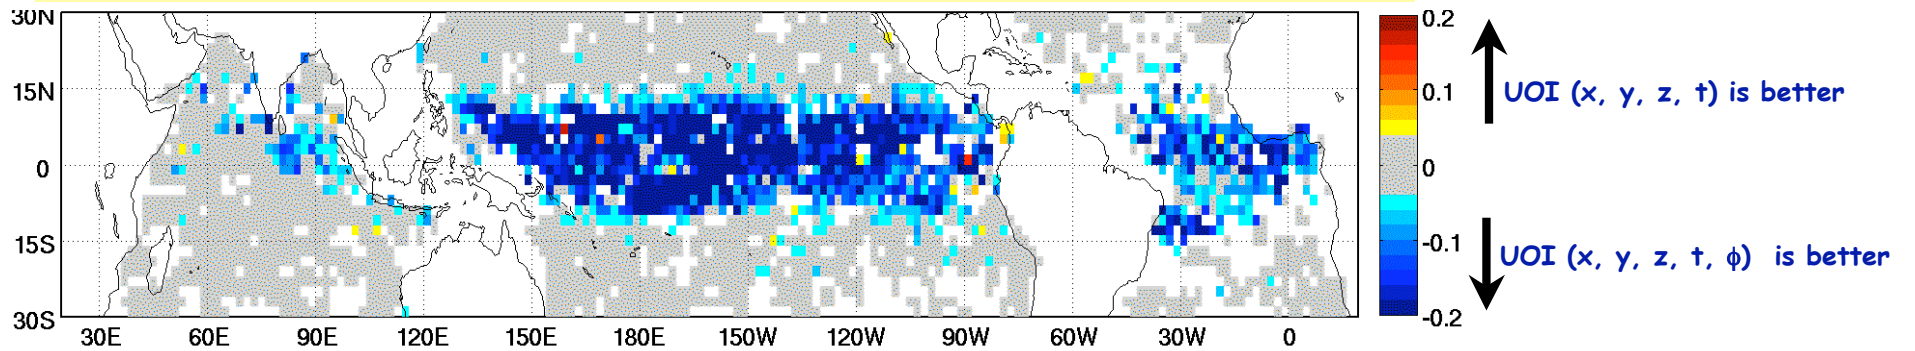 30N
15N
0
15S
30S
30E 60E 90E 120E 150E 180E 150W 120W 90W 60W 30W 0
0.2
0.1
0
-0.1
-0.2
UOI (x, y, z, t) is better
UOI (x, y, z, t, ϕ) is better